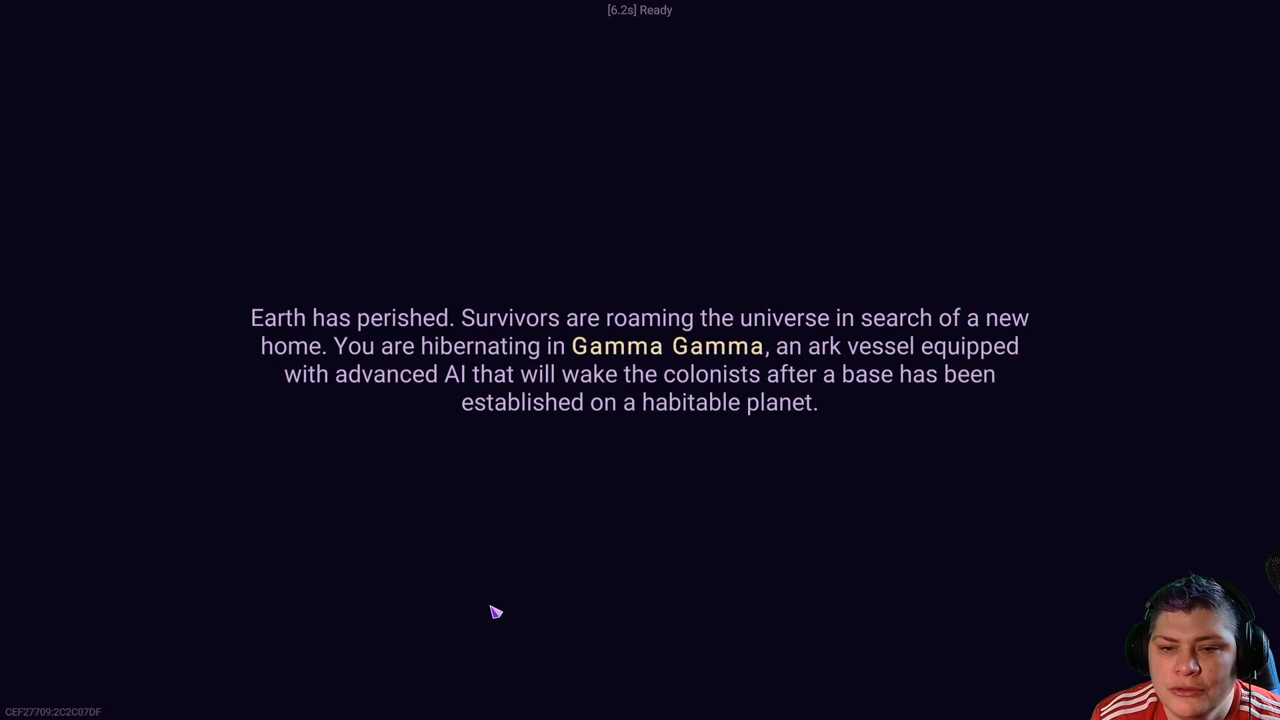 [6.2s] Ready
Earth has perished. Survivors are roaming the universe in search of a new
home. You are hibernating in Gamma Gamma, an ark vessel equipped
with advanced AI that will wake the colonists after a base has been
established on a habitable planet.
CEF27709:2C2C07DF